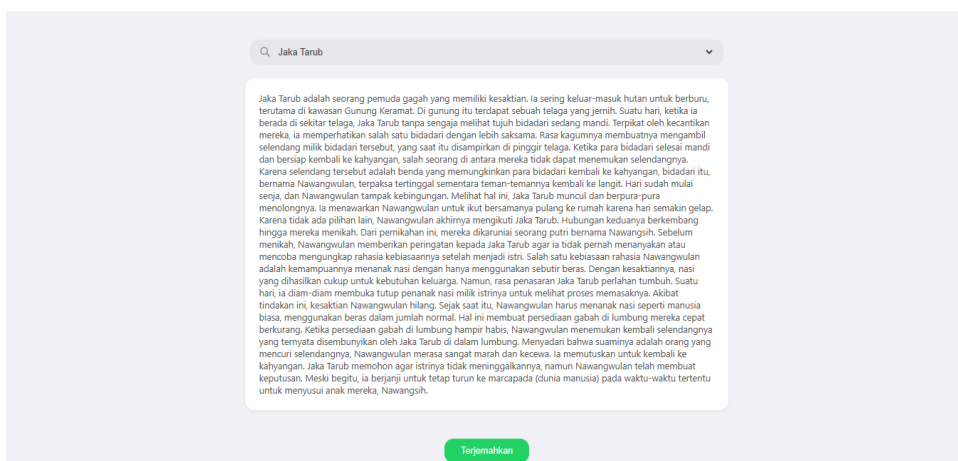 Jaka Tarub
Jaka Tarub adalah seorang pemuda gagah yang memiliki kesaktian. Ia sering keluar-masuk hutan untuk berburu,
terutama di kawasan Gunung Keramat. Di gunung itu terdapat sebuah telaga yang jernih. Suatu hari, ketika ia
berada di sekitar telaga, Jaka Tarub tanpa sengaja melihat tujuh bidadari sedang mandi. Terpikat oleh kecantikan
mereka, ia memperhatikan salah satu bidadari dengan lebih saksama. Rasa kagumnya membuatnya mengambil
selendang milik bidadari tersebut, yang saat itu disampirkan di pinggir telaga. Ketika para bidadari selesai mandi
dan bersiap kembali ke kahyangan, salah seorang di antara mereka tidak dapat menemukan selendangnya.
Karena selendang tersebut adalah benda yang memungkinkan para bidadari kembali ke kahyangan, bidadari itu,
bernama Nawangwulan, terpaksa tertinggal sementara teman-temannya kembali ke langit. Hari sudah mulai
senja, dan Nawangwulan tampak kebingungan. Melihat hal ini, Jaka Tarub muncul dan berpura-pura
menolongnya. Ia menawarkan Nawangwulan untuk ikut bersamanya pulang ke rumah karena hari semakin gelap.
Karena tidak ada pilihan lain, Nawangwulan akhirnya mengikuti Jaka Tarub. Hubungan keduanya berkembang
hingga mereka menikah. Dari pernikahan ini, mereka dikaruniai seorang putri bernama Nawangsih. Sebelum
menikah, Nawangwulan memberikan peringatan kepada Jaka Tarub agar ia tidak pernah menanyakan atau
mencoba mengungkap rahasia kebiasaannya setelah menjadi istri. Salah satu kebiasaan rahasia Nawangwulan
adalah kemampuannya menanak nasi dengan hanya menggunakan sebutir beras. Dengan kesaktiannya, nasi
yang dihasilkan cukup untuk kebutuhan keluarga. Namun, rasa penasaran Jaka Tarub perlahan tumbuh. Suatu
hari, ia diam-diam membuka tutup penanak nasi milik istrinya untuk melihat proses memasaknya. Akibat
tindakan ini, kesaktian Nawangwulan hilang. Sejak saat itu, Nawangwulan harus menanak nasi seperti manusia
biasa, menggunakan beras dalam jumlah normal. Hal ini membuat persediaan gabah di lumbung mereka cepat
berkurang. Ketika persediaan gabah di lumbung hampir habis, Nawangwulan menemukan kembali selendangnya
yang ternyata disembunyikan oleh Jaka Tarub di dalam lumbung. Menyadari bahwa suaminya adalah orang yang
mencuri selendangnya, Nawangwulan merasa sangat marah dan kecewa. Ia memutuskan untuk kembali ke
kahyangan. Jaka Tarub memohon agar istrinya tidak meninggalkannya, namun Nawangwulan telah membuat
keputusan. Meski begitu, ia berjanji untuk tetap turun ke marcapada (dunia manusia) pada waktu-waktu tertentu
untuk menyusui anak mereka, Nawangsih.
Terjemahkan